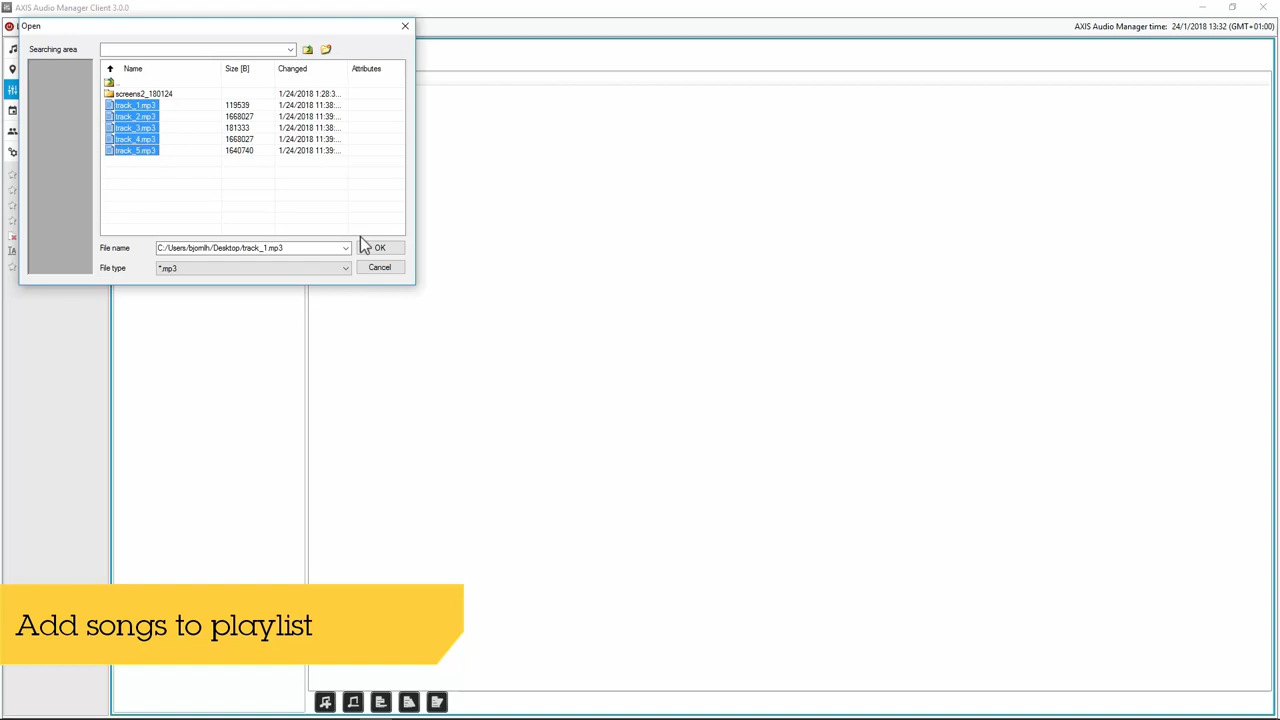 AXIS Audio Manager Client 3.0.0
Open
AXIS Audio Manager time: 24/1/2018 13:32 (GMT+01:00)
Searching area
Name Size [B] Changed Attributes
..
screens2_180124 1/24/2018 1:28:3...
track_1.mp3 119539 1/24/2018 11:38:...
track_2.mp3 1668027 1/24/2018 11:39:...
track_3.mp3 181333 1/24/2018 11:38:...
track_4.mp3 1668027 1/24/2018 11:39:...
track_5.mp3 1640740 1/24/2018 11:39:...
File name C:/Users/bjornlh/Desktop/track_1.mp3 OK
File type *.mp3 Cancel
Add songs to playlist